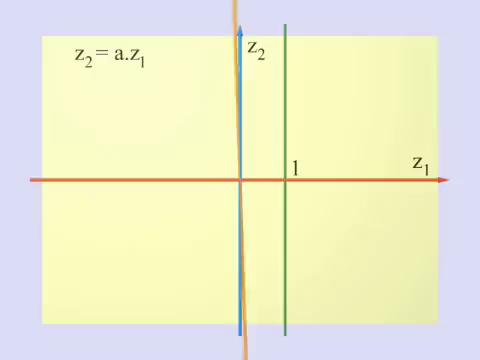 z₂ = a.z₁
z₂
1
z₁